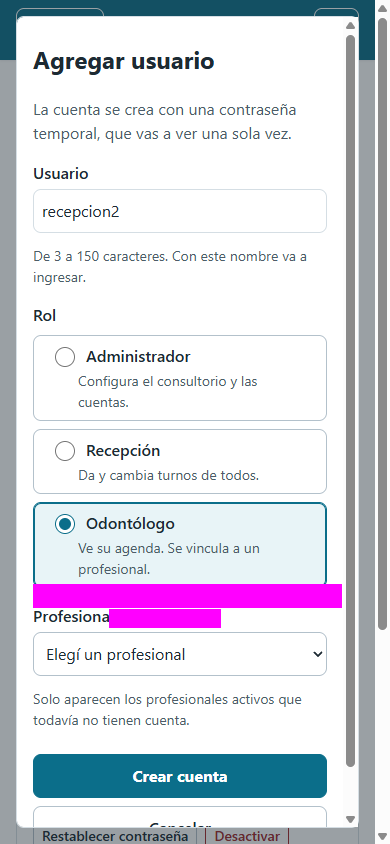 Agregar usuario
La cuenta se crea con una contraseña
temporal, que vas a ver una sola vez.
Usuario
recepcion2
De 3 a 150 caracteres. Con este nombre va a
ingresar.
Rol
Administrador
Configura el consultorio y las
cuentas.
Recepción
Da y cambia turnos de todos.
Odontólogo
Ve su agenda. Se vincula a un
profesional.
Elegí un profesional
Solo aparecen los profesionales activos que
todavía no tienen cuenta.
Crear cuenta
Cancelar
Restablecer contraseña
Desactivar